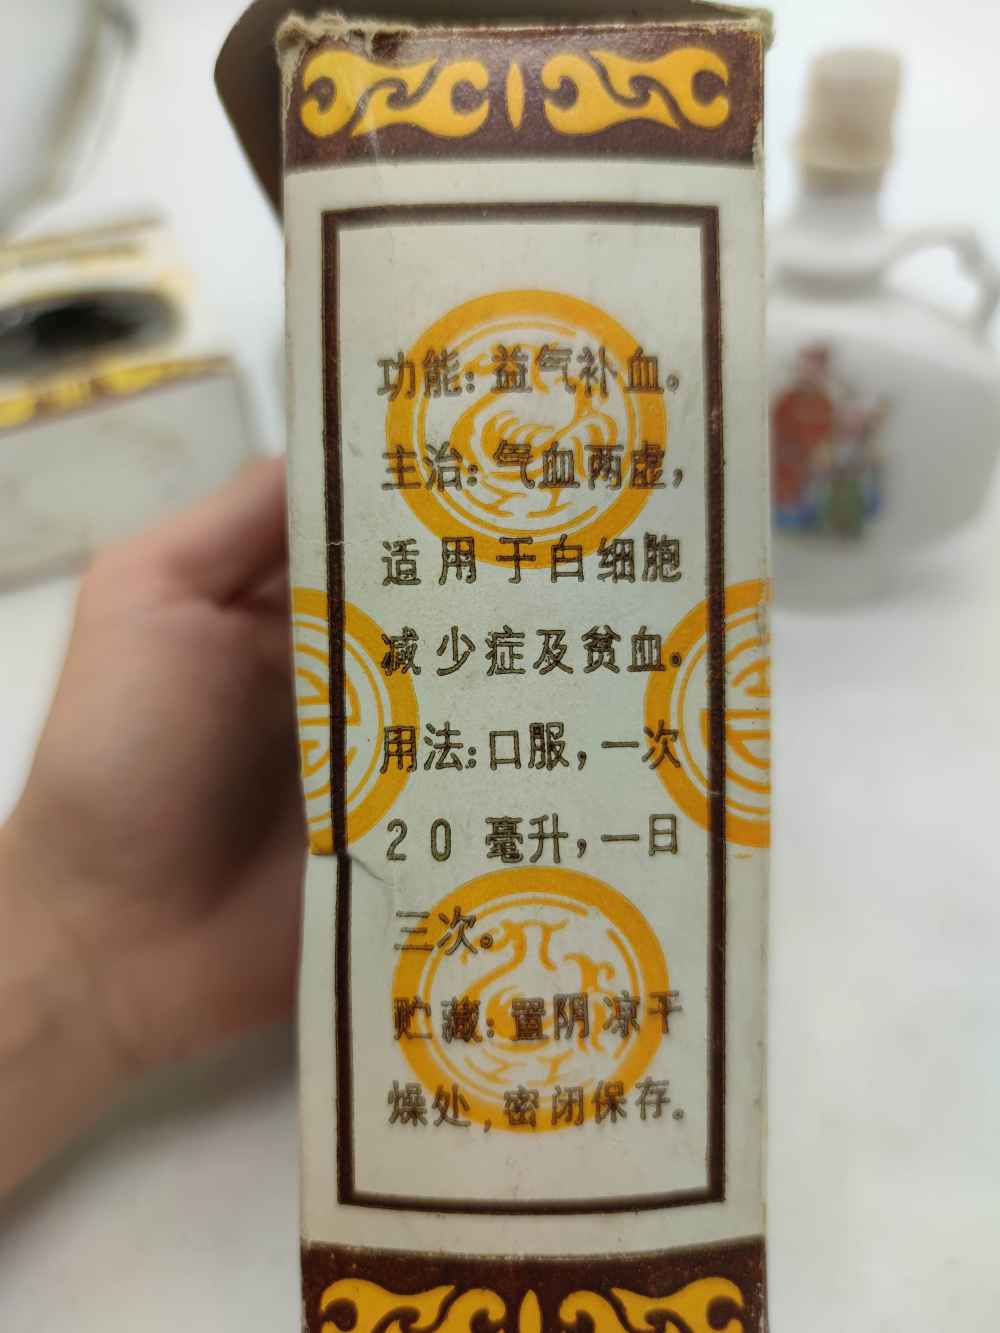 功能：益气补血。
主治：气血两虚，
适用于白细胞
减少症及贫血。
用法：口服，一次
20 毫升，一日
三次。
贮藏：置阴凉干
燥处，密闭保存.